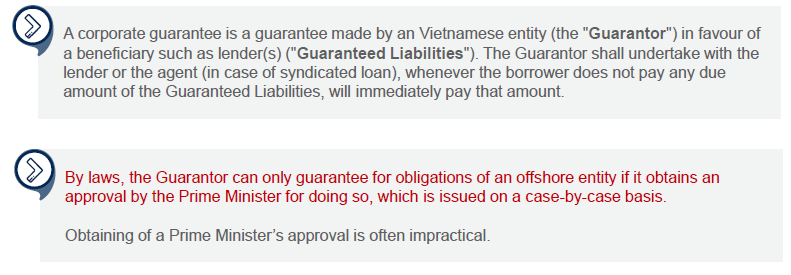 A corporate guarantee is a guarantee made by an Vietnamese entity (the "Guarantor") in favour of
a beneficiary such as lender(s) ("Guaranteed Liabilities"). The Guarantor shall undertake with the
lender or the agent (in case of syndicated loan), whenever the borrower does not pay any due
amount of the Guaranteed Liabilities, will immediately pay that amount.
By laws, the Guarantor can only guarantee for obligations of an offshore entity if it obtains an
approval by the Prime Minister for doing so, which is issued on a case-by-case basis.
Obtaining of a Prime Minister’s approval is often impractical.